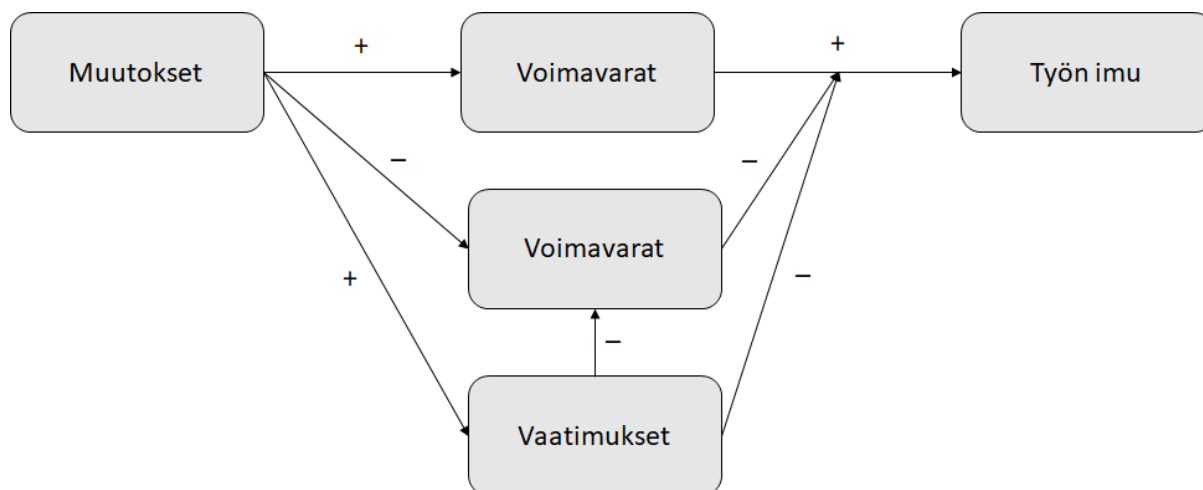 Muutokset
+
Voimavarat
+
Työn imu
–
Voimavarat
–
+
–
–
Vaatimukset